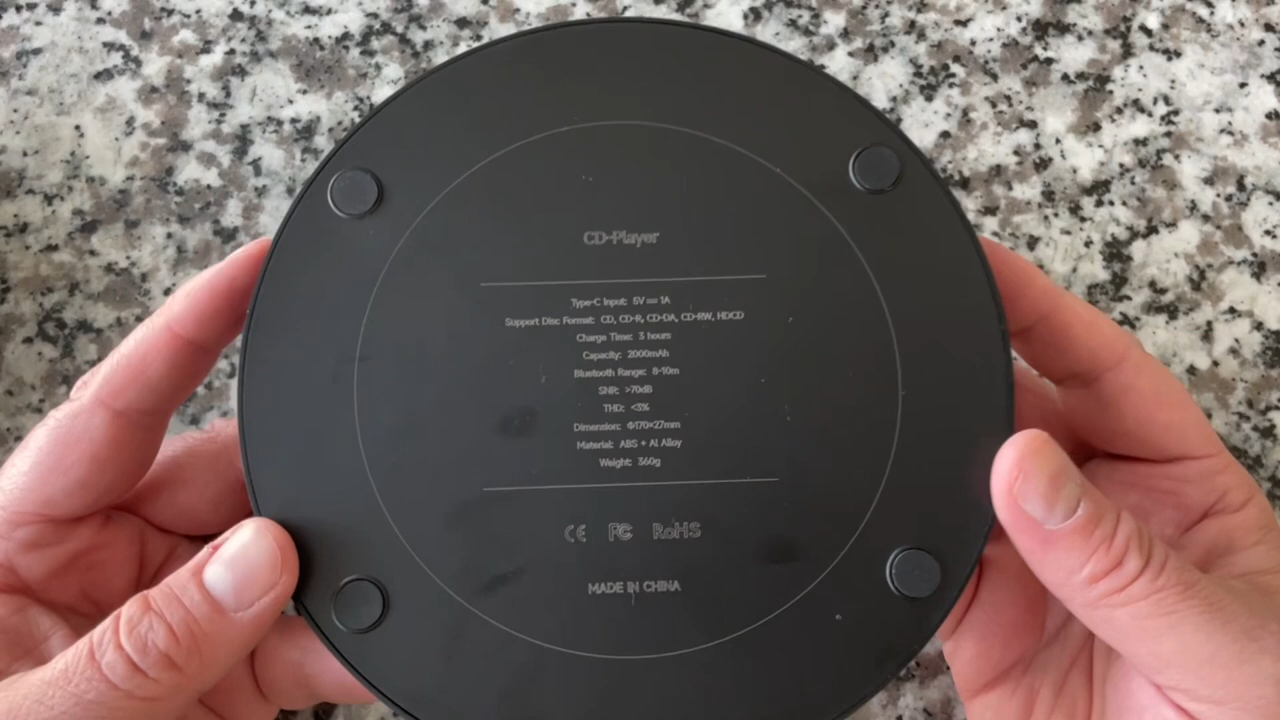 CD-Player
Type-C Input: 5V ⎓ 1A
Support Disc Format: CD, CD-R, CD-DA, CD-RW, HDCD
Charge Time: 3 hours
Capacity: 2000mAh
Bluetooth Range: 8-10m
SNR: >70dB
THD: <3%
Dimension: Φ170×27mm
Material: ABS + Al Alloy
Weight: 360g
CE FC RoHS
MADE IN CHINA